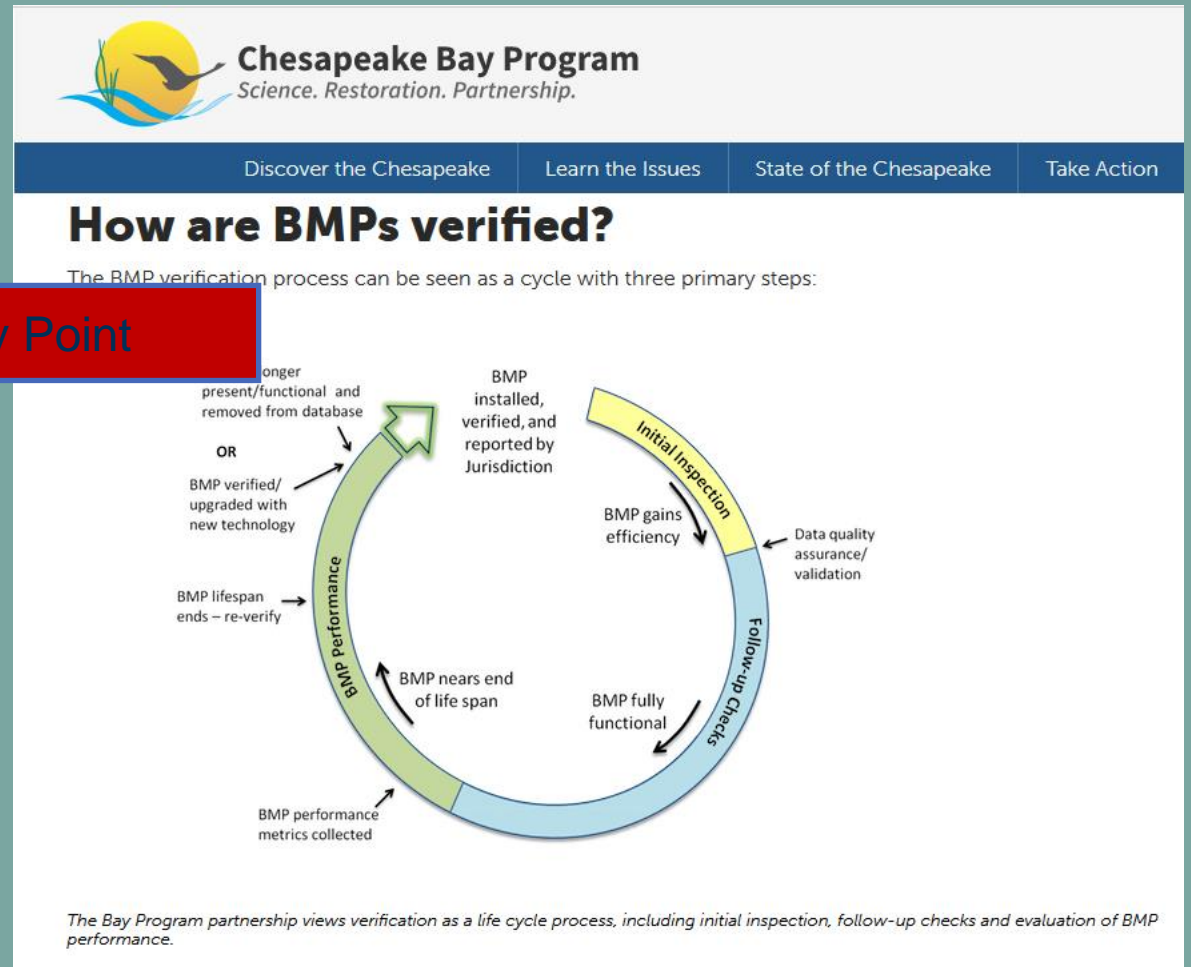 Chesapeake Bay Program
Science. Restoration. Partnership.
Discover the Chesapeake
Learn the Issues
State of the Chesapeake
Take Action
How are BMPs verified?
The BMP verification process can be seen as a cycle with three primary steps:
Point
present/functional and
removed from database
OR
BMP verified/
upgraded with
new technology
BMP lifespan
ends – re-verify
BMP performance
metrics collected
BMP
installed,
verified, and
reported by
Jurisdiction
Initial Inspection
BMP gains
efficiency
Data quality
assurance/
validation
Follow-up Checks
BMP fully
functional
BMP Performance
BMP nears end
of life span
The Bay Program partnership views verification as a life cycle process, including initial inspection, follow-up checks and evaluation of BMP
performance.